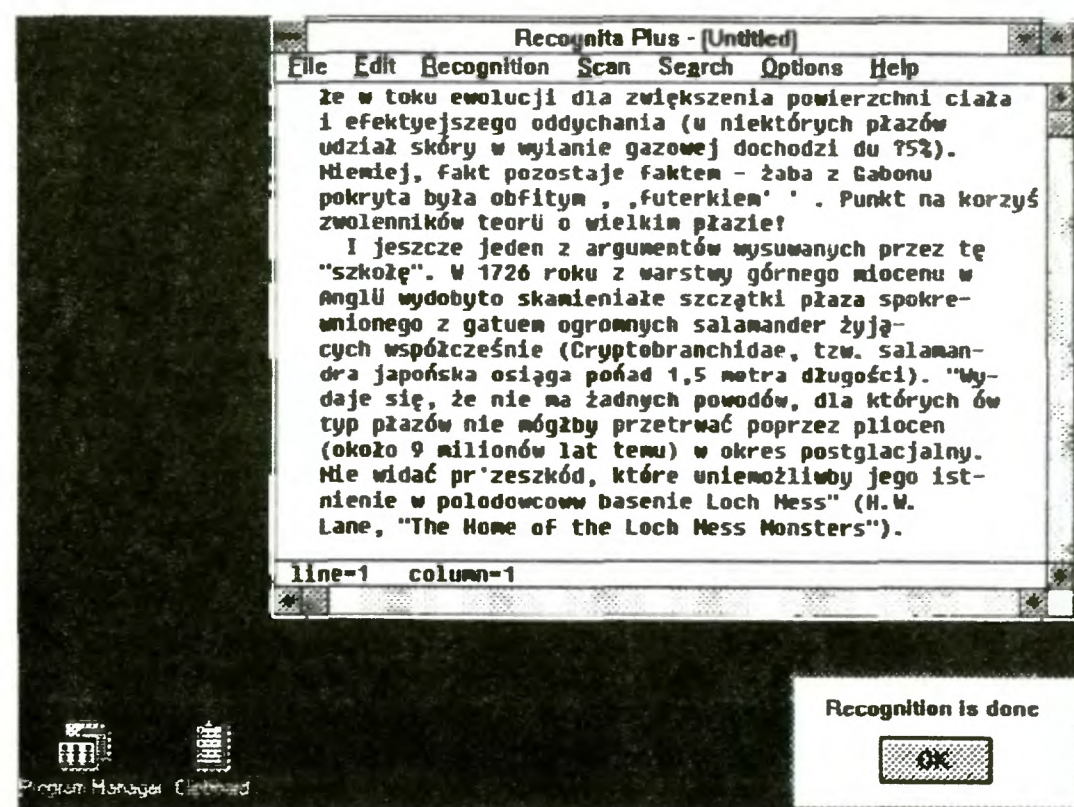 Recognita Plus - [Untitled]
File Edit Recognition Scan Search Options Help
że w toku ewolucji dla zwiększenia powierzchni ciała
i efektyejszego oddychania (u niektórych płazów
udział skóry w wyianie gazowej dochodzi du ?5%).
Niemiej, fakt pozostaje faktem - żaba z Gabonu
pokryta była obfitym , ,futerkiem' ' . Punkt na korzyś
zwolenników teorU o wielkim płazie!
I jeszcze jeden z argumentów wysuwanych przez tę
"szkołę". W 1726 roku z warstwy górnego miocenu w
AnglU wydobyto skamieniałe szczątki płaza spokre-
wnionego z gatuem ogromnych salamander żyją-
cych współcześnie (Cryptobranchidae, tzw. salaman-
dra japońska osiąga pońad 1,5 metra długości). "Wy-
daje się, że nie ma żadnych powodów, dla których ów
typ płazów nie mógłby przetrwać poprzez pliocen
(około 9 milionów lat temu) w okres postglacjalny.
Nie widać pr'zeszkód, które uniemożliwby jego ist-
nienie w polodowcoww basenie Loch Ness" (H.W.
Lane, "The Home of the Loch Ness Monsters").
line=1 column=1
Recognition is done
OK
Program Manager Clipboard